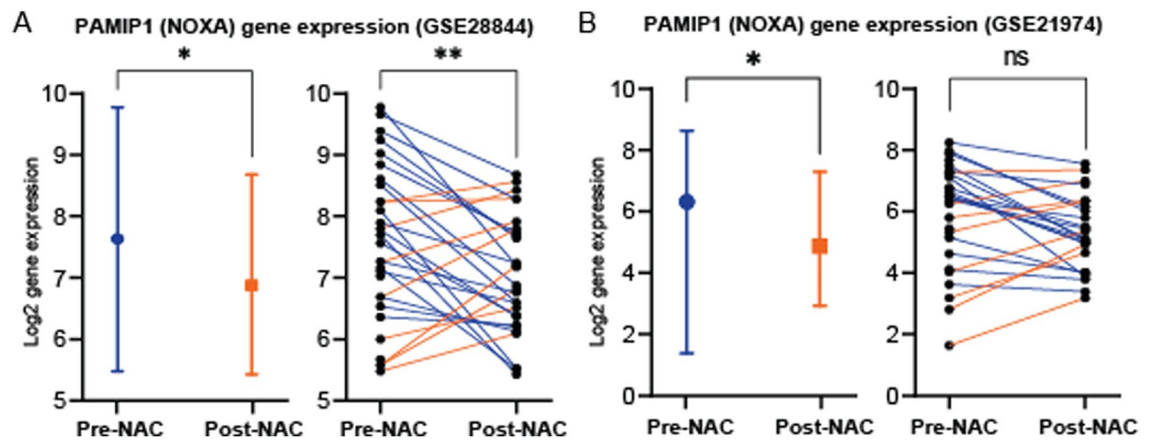 A
PAMIP1 (NOXA) gene expression (GSE28844)
*
**
Log2 gene expression
10
9
8
7
6
5
Pre-NAC
Post-NAC
10
9
8
7
6
5
Pre-NAC
Post-NAC
B
PAMIP1 (NOXA) gene expression (GSE21974)
*
ns
Log2 gene expression
10
8
6
4
2
0
Pre-NAC
Post-NAC
10
8
6
4
2
0
Pre-NAC
Post-NAC